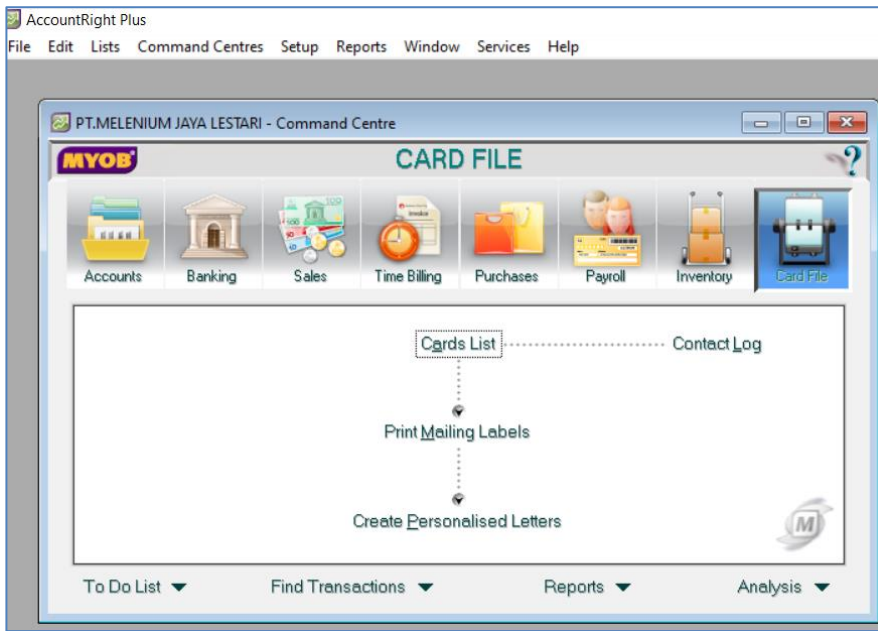 AccountRight Plus
File Edit Lists Command Centres Setup Reports Window Services Help
PT.MELENIUM JAYA LESTARI - Command Centre
MYOB CARD FILE
Accounts Banking Sales Time Billing Purchases Payroll Inventory Card File
Cards List Contact Log
Print Mailing Labels
Create Personalised Letters
M
To Do List Find Transactions Reports Analysis